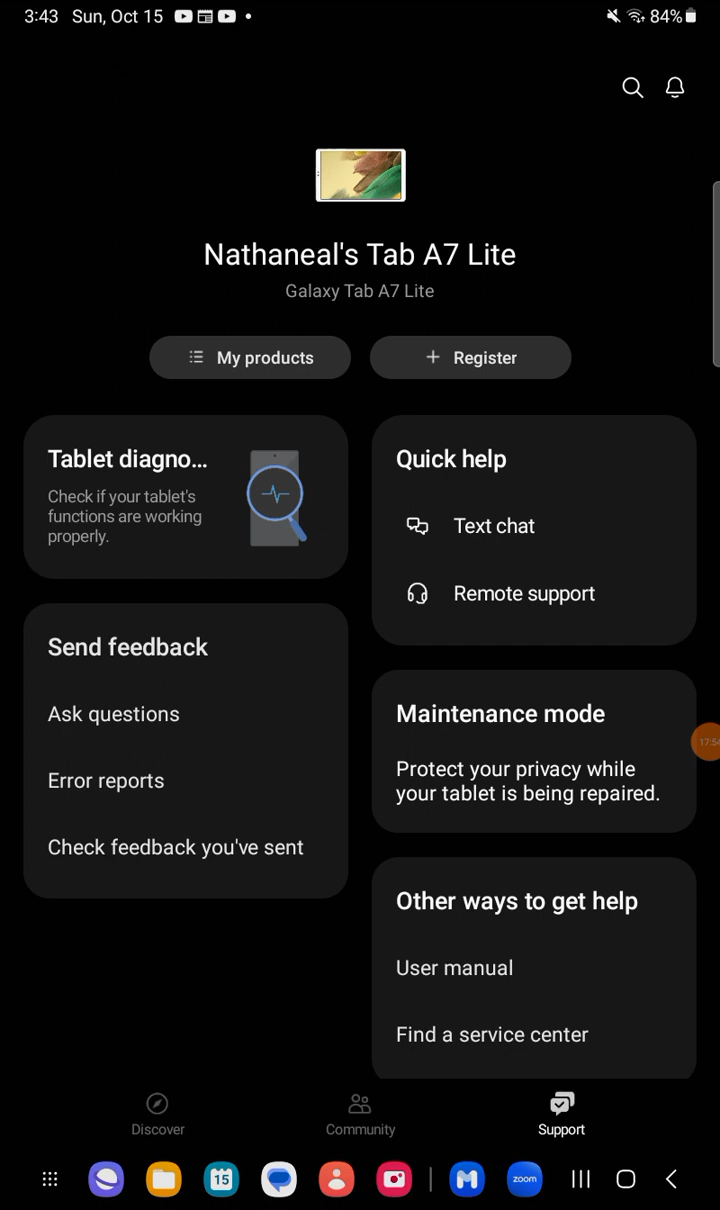 3:43 Sun, Oct 15
84%
Nathaneal's Tab A7 Lite
Galaxy Tab A7 Lite
My products
Register
Tablet diagno...
Check if your tablet's
functions are working
properly.
Quick help
Text chat
Remote support
Send feedback
Ask questions
Error reports
Check feedback you've sent
Maintenance mode
Protect your privacy while
your tablet is being repaired.
Other ways to get help
User manual
Find a service center
Discover
Community
Support
15
zoom